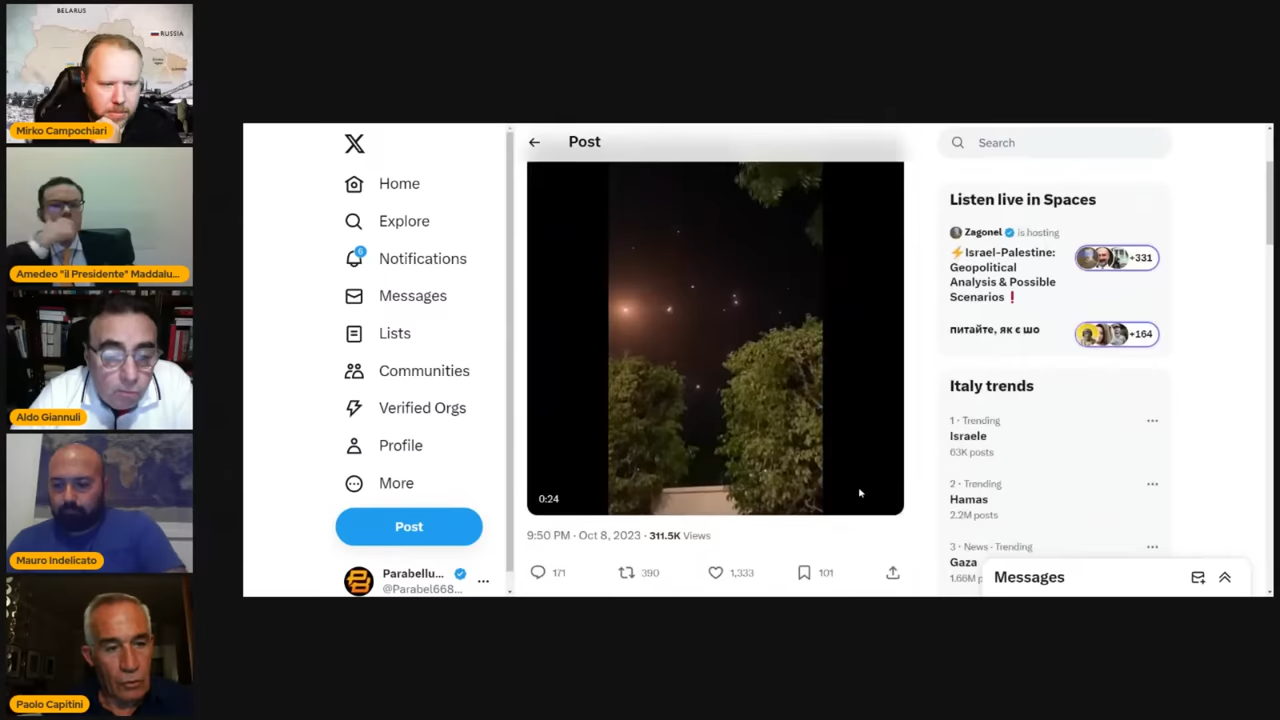 BELARUS
RUSSIA
Mirko Campochiari
Amedeo "il Presidente" Maddalu...
Aldo Giannuli
Mauro Indelicato
Paolo Capitini
Home
Explore
6
Notifications
Messages
Lists
Communities
Verified Orgs
Profile
More
Post
Parabellu...
@Parabel668...
Post
0:24
9:50 PM · Oct 8, 2023 · 311.5K Views
171
390
1,333
101
Search
Listen live in Spaces
Zagonel is hosting
⚡Israel-Palestine:
Geopolitical
Analysis & Possible
Scenarios❗
+331
питайте, як є шо
+164
Italy trends
1 · Trending
Israele
63K posts
2 · Trending
Hamas
2.2M posts
3 · News · Trending
Gaza
1.66M p
Messages